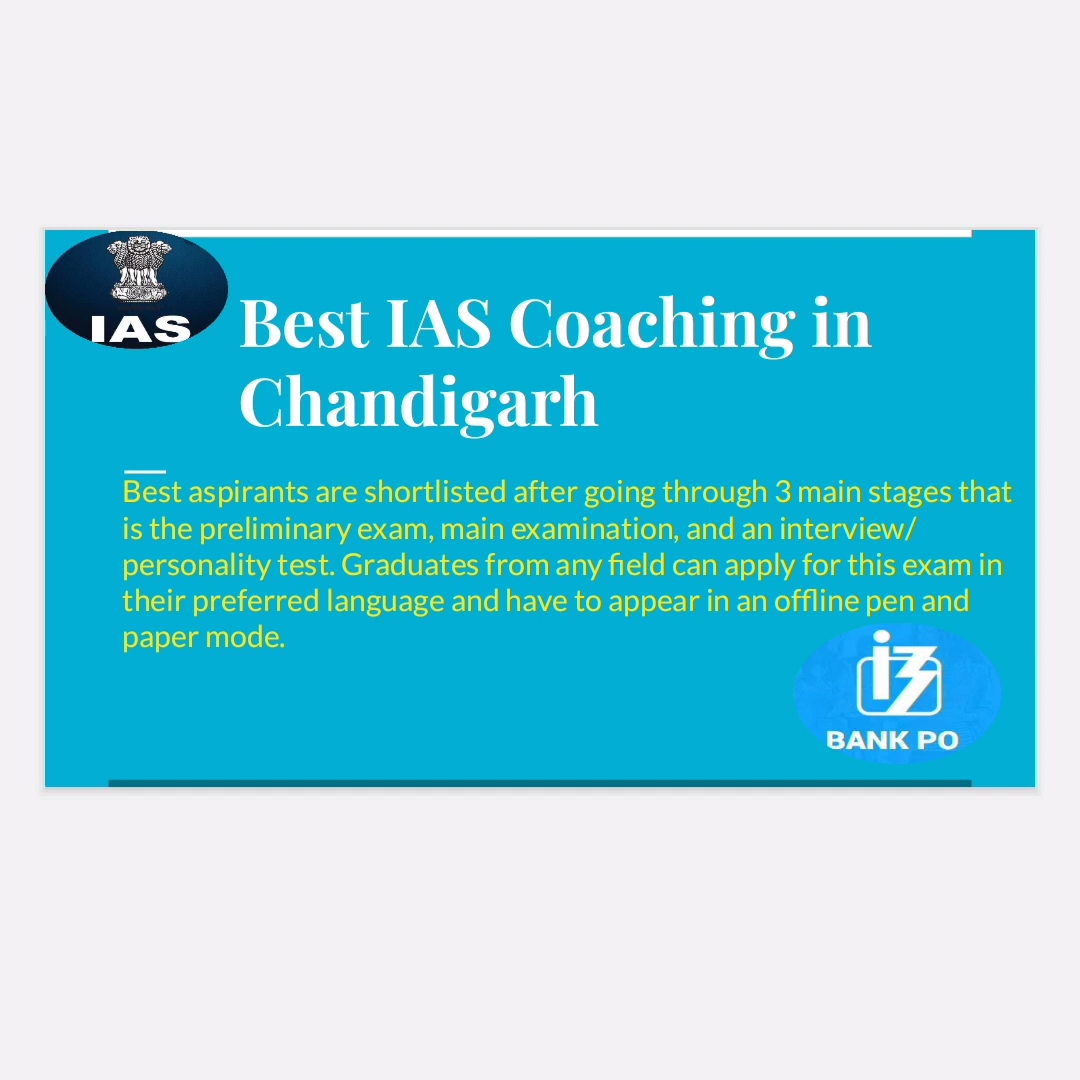 IAS
Best IAS Coaching in
Chandigarh
Best aspirants are shortlisted after going through 3 main stages that
is the preliminary exam, main examination, and an interview/
personality test. Graduates from any field can apply for this exam in
their preferred language and have to appear in an offline pen and
paper mode.
BANK PO